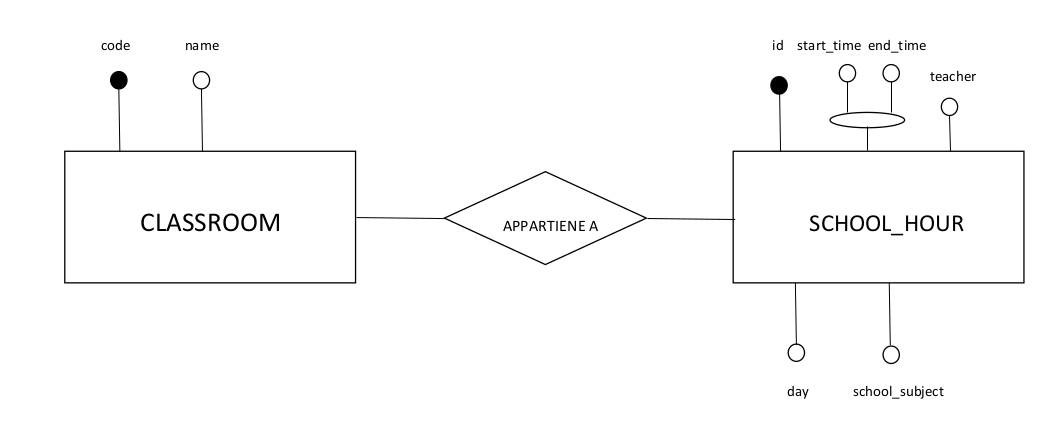 code name
id start_time end_time
teacher
CLASSROOM
APPARTIENE A
SCHOOL_HOUR
day school_subject